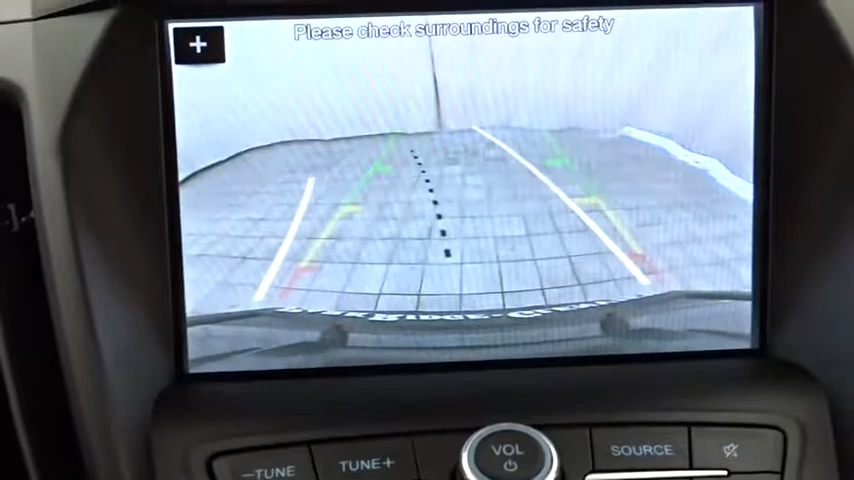 +
Please check surroundings for safety
−TUNE
TUNE+
VOL
SOURCE